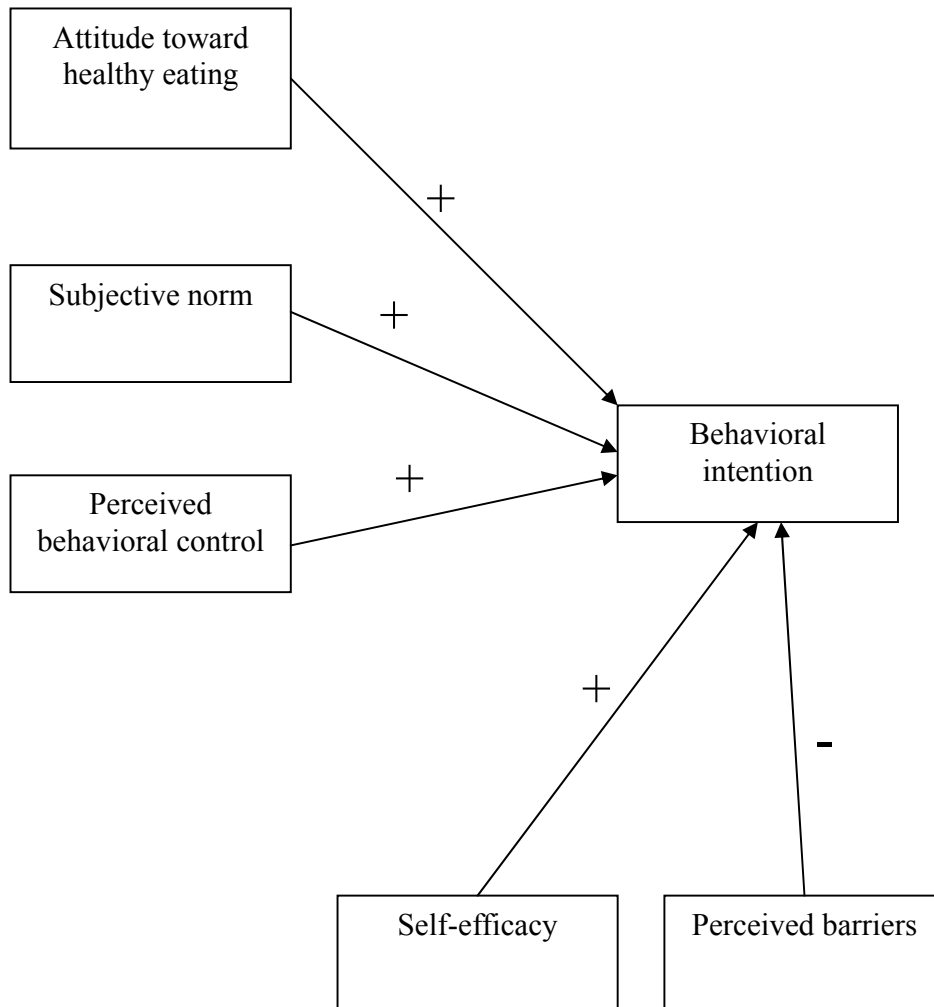 Attitude toward
healthy eating
+
Subjective norm
+
Behavioral
intention
Perceived
behavioral control
+
+
-
Self-efficacy
Perceived barriers